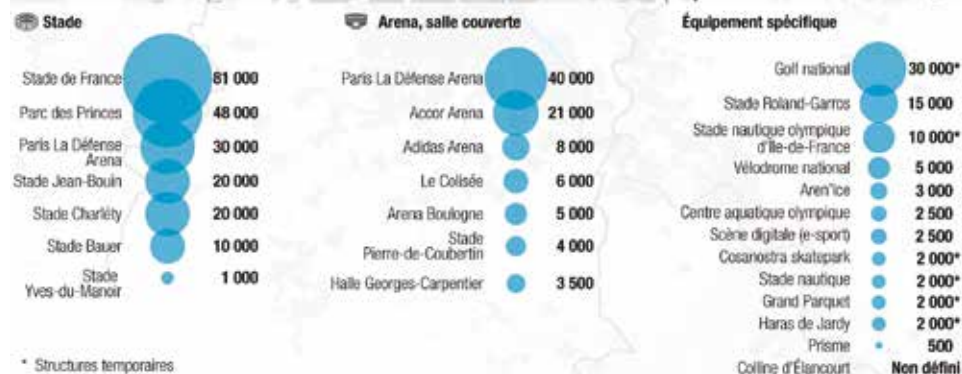 Stade
Stade de France 81 000
Parc des Princes 48 000
Paris La Défense
Arena 30 000
Stade Jean-Bouin 20 000
Stade Charléty 20 000
Stade Bauer 10 000
Stade
Yves-du-Manoir 1 000
* Structures temporaires
Arena, salle couverte
Paris La Défense Arena 40 000
Accor Arena 21 000
Adidas Arena 8 000
Le Colisée 6 000
Arena Boulogne 5 000
Stade
Pierre-de-Coubertin 4 000
Halle Georges-Carpentier 3 500
Équipement spécifique
Golf national 30 000*
Stade Roland-Garros 15 000
Stade nautique olympique
d'Île-de-France 10 000*
Vélodrome national 5 000
Aren'ice 3 000
Centre aquatique olympique 2 500
Scène digitale (e-sport) 2 500
Cosanostra skatepark 2 000*
Stade nautique 2 000*
Grand Parquet 2 000*
Haras de Jardy 2 000*
Prisme 500
Colline d'Élancourt Non défini